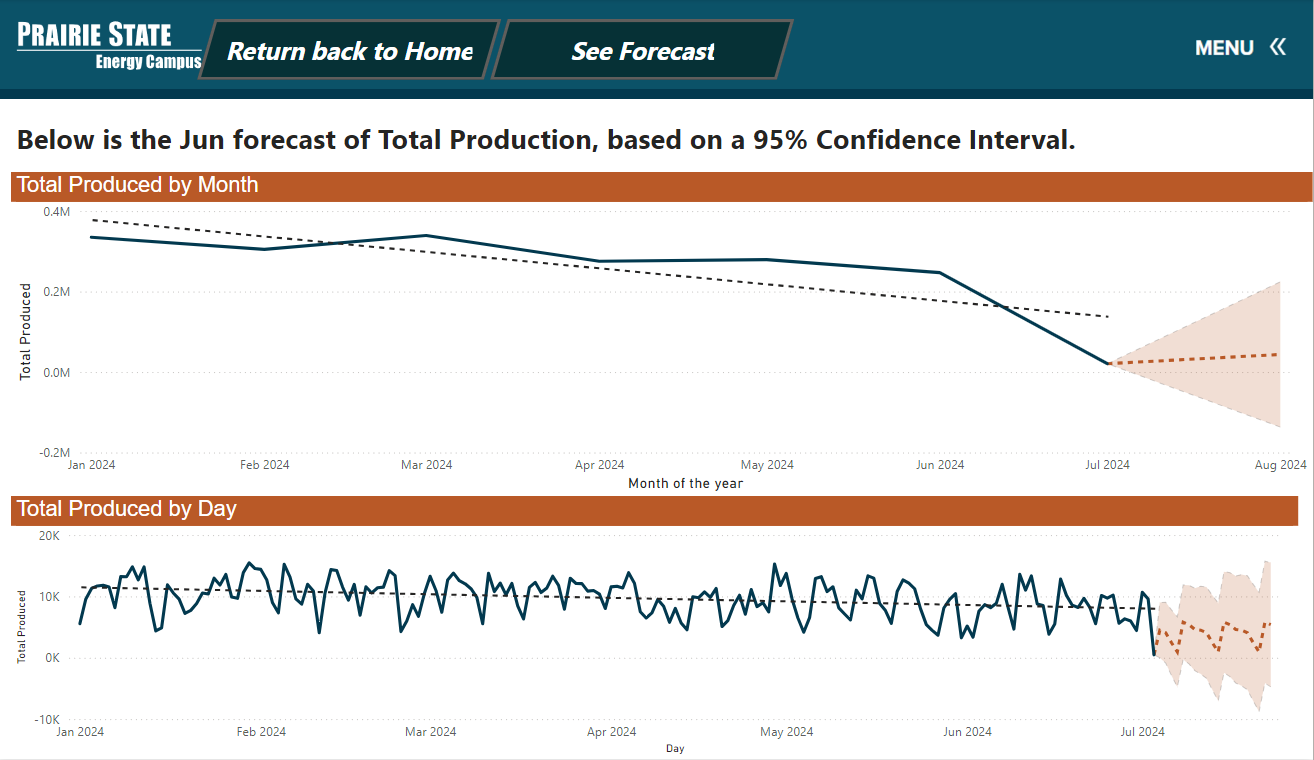 PRAIRIE STATE
Energy Campus
Return back to Home
See Forecast
MENU «
Below is the Jun forecast of Total Production, based on a 95% Confidence Interval.
Total Produced by Month
Total Produced
0.4M
0.2M
0.0M
-0.2M
Jan 2024 Feb 2024 Mar 2024 Apr 2024 May 2024 Jun 2024 Jul 2024 Aug 2024
Month of the year
Total Produced by Day
Total Produced
20K
10K
0K
-10K
Jan 2024 Feb 2024 Mar 2024 Apr 2024 May 2024 Jun 2024 Jul 2024
Day